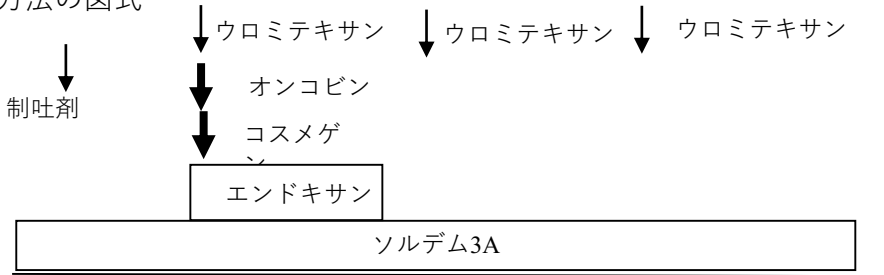 方法の図式
ウロミテキサン
ウロミテキサン
ウロミテキサン
制吐剤
オンコビン
コスメゲ
ン
エンドキサン
ソルデム3A